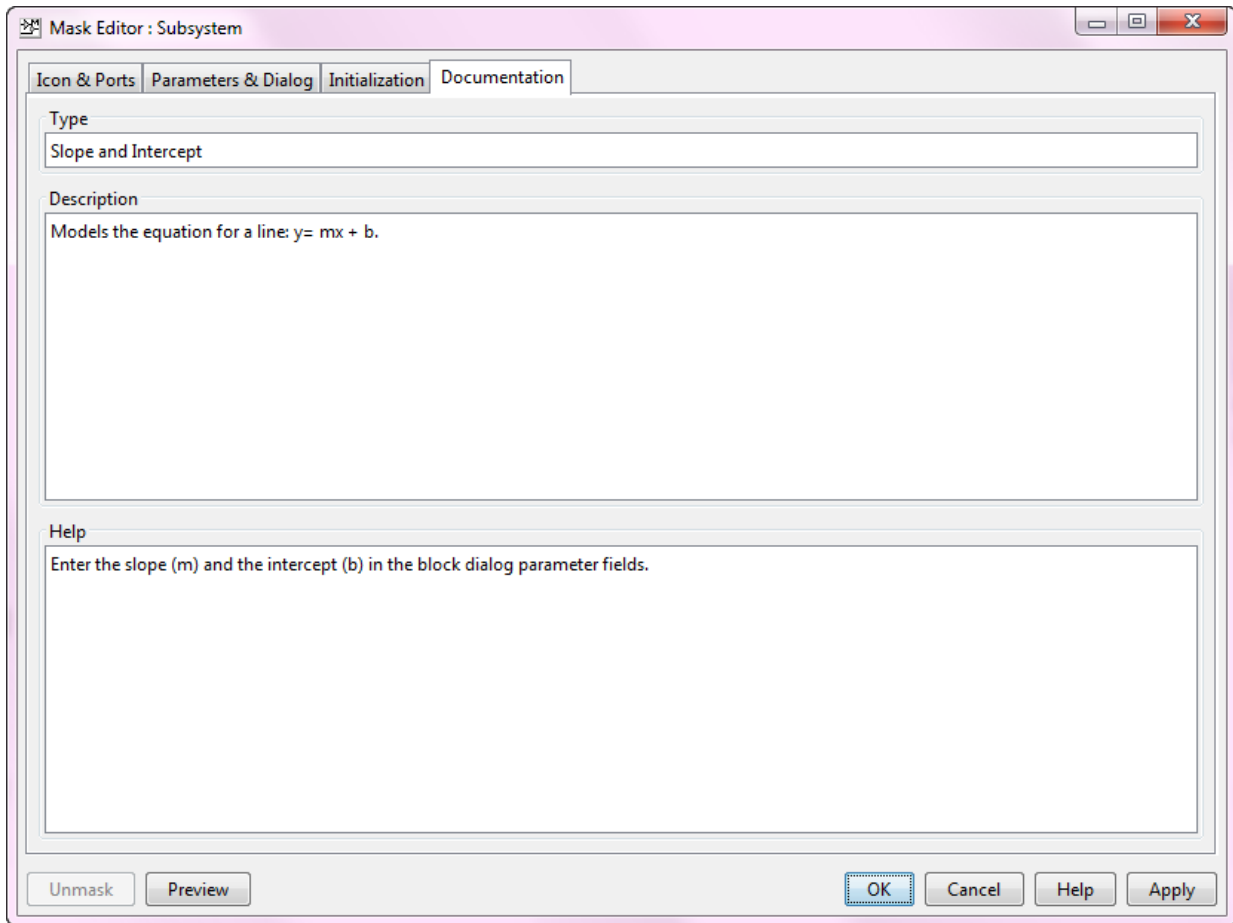 Mask Editor : Subsystem
Icon & Ports Parameters & Dialog Initialization Documentation
Type
Slope and Intercept
Description
Models the equation for a line: y= mx + b.
Help
Enter the slope (m) and the intercept (b) in the block dialog parameter fields.
Unmask Preview OK Cancel Help Apply